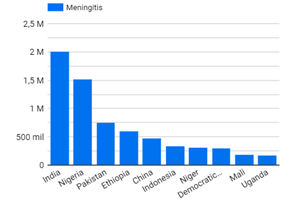 Meningitis
2,5 M
2 M
1,5 M
1 M
500 mil
0
India
Nigeria
Pakistan
Ethiopia
China
Indonesia
Niger
Democratic...
Mali
Uganda